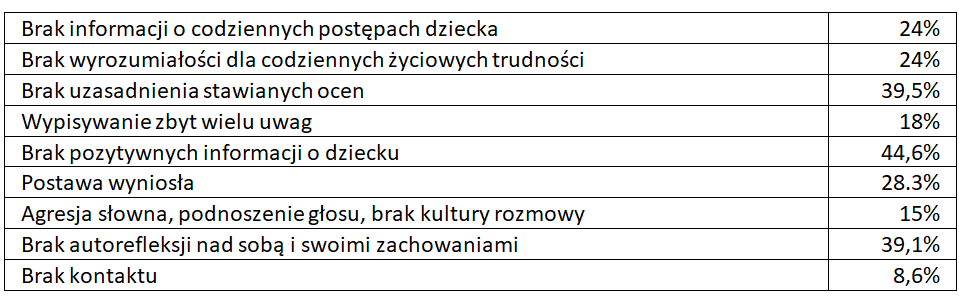 Brak informacji o codziennych postępach dziecka 24%
Brak wyrozumiałości dla codziennych życiowych trudności 24%
Brak uzasadnienia stawianych ocen 39,5%
Wypisywanie zbyt wielu uwag 18%
Brak pozytywnych informacji o dziecku 44,6%
Postawa wyniosła 28.3%
Agresja słowna, podnoszenie głosu, brak kultury rozmowy 15%
Brak autorefleksji nad sobą i swoimi zachowaniami 39,1%
Brak kontaktu 8,6%